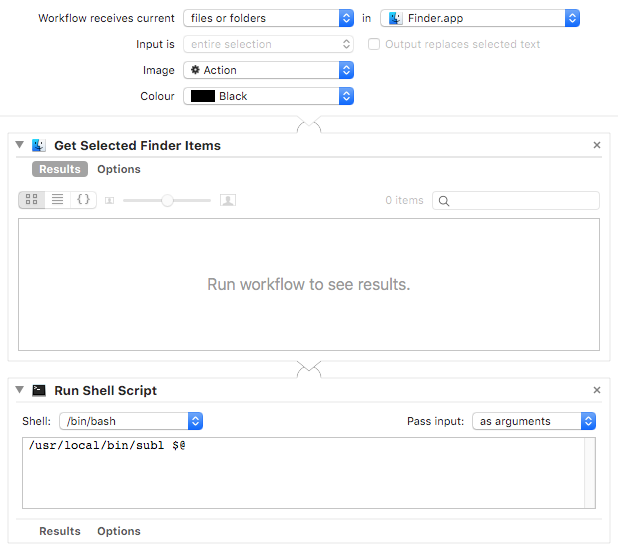 Workflow receives current files or folders in Finder.app
Input is entire selection Output replaces selected text
Image Action
Colour Black
Get Selected Finder Items
Results Options
0 items
Run workflow to see results.
Run Shell Script
Shell: /bin/bash Pass input: as arguments
/usr/local/bin/subl $@
Results Options